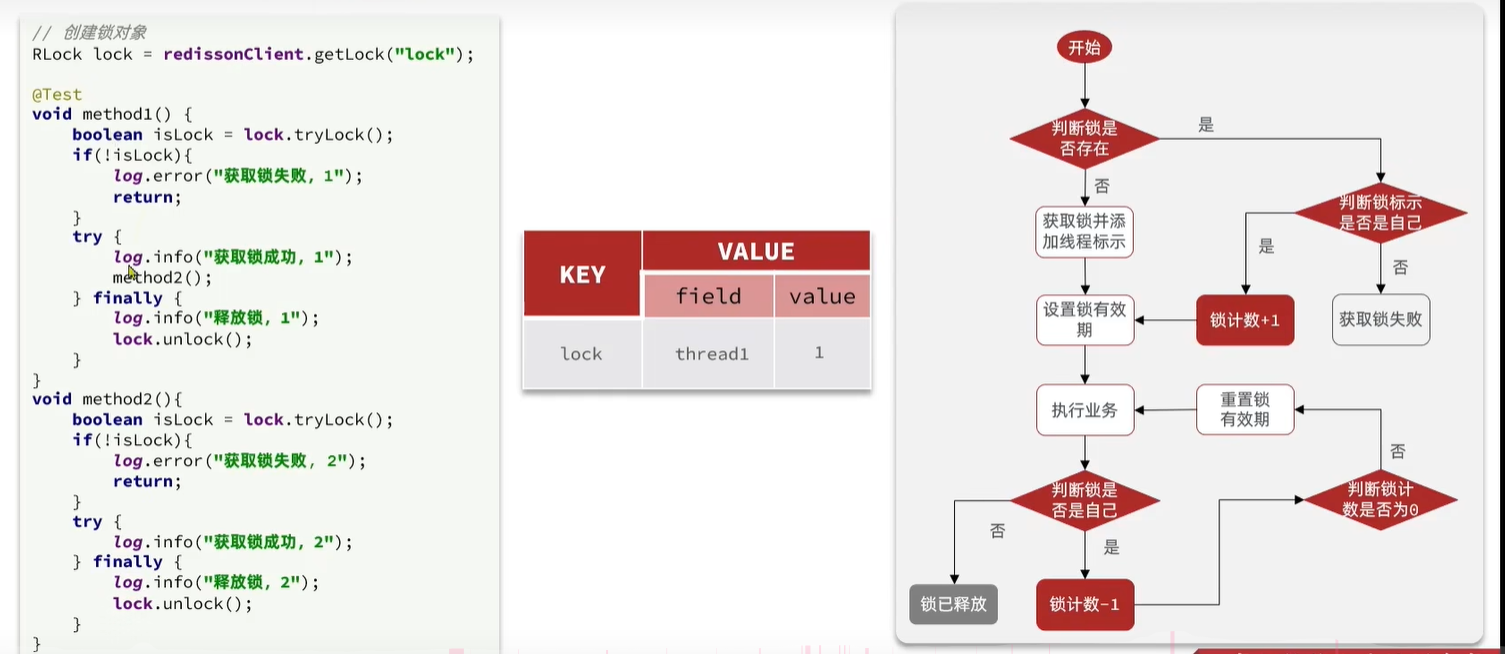 // 创建锁对象
RLock lock = redissonClient.getLock("lock");
@Test
void method1() {
boolean isLock = lock.tryLock();
if(!isLock){
log.error("获取锁失败, 1");
return;
}
try {
log.info("获取锁成功, 1");
method2();
} finally {
log.info("释放锁, 1");
lock.unlock();
}
}
void method2(){
boolean isLock = lock.tryLock();
if(!isLock){
log.error("获取锁失败, 2");
return;
}
try {
log.info("获取锁成功, 2");
} finally {
log.info("释放锁, 2");
lock.unlock();
}
}
KEY
VALUE
field
value
lock
thread1
1
开始
判断锁是
否存在
是
否
判断锁标示
是否是自己
获取锁并添
加线程标示
是
否
设置锁有效
期
锁计数+1
获取锁失败
执行业务
重置锁
有效期
否
判断锁是
否是自己
判断锁计
数是否为0
否
是
锁已释放
锁计数-1